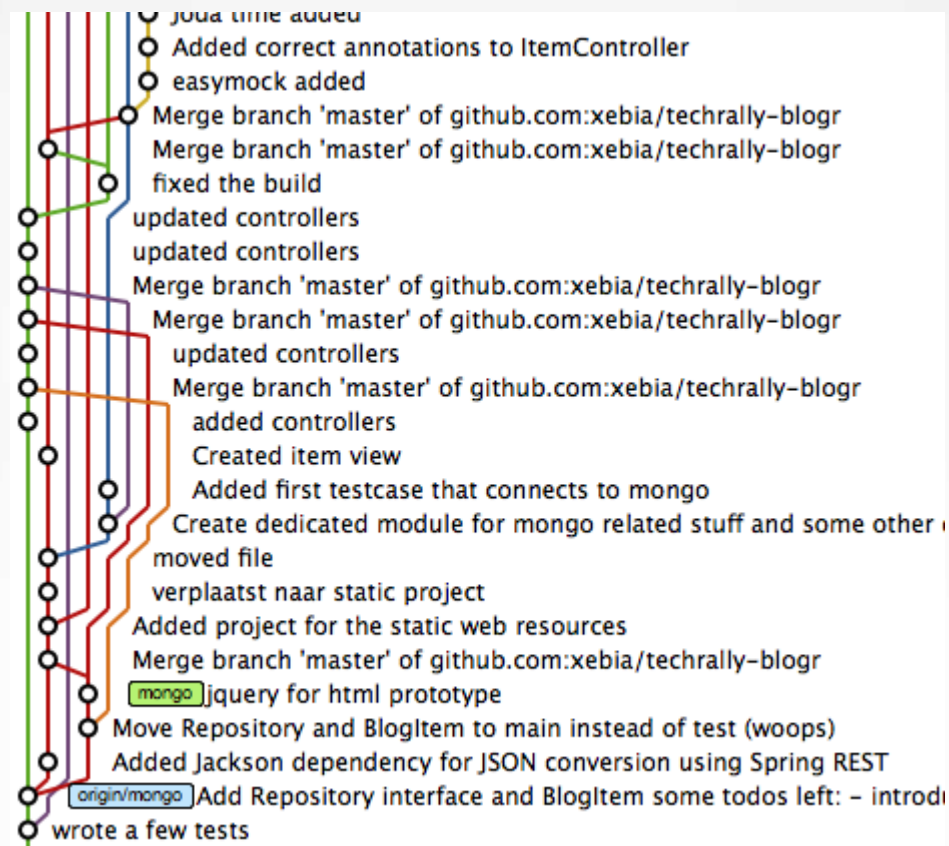 Joda time added
Added correct annotations to ItemController
easymock added
Merge branch 'master' of github.com:xebia/techrally-blogr
Merge branch 'master' of github.com:xebia/techrally-blogr
fixed the build
updated controllers
updated controllers
Merge branch 'master' of github.com:xebia/techrally-blogr
Merge branch 'master' of github.com:xebia/techrally-blogr
updated controllers
Merge branch 'master' of github.com:xebia/techrally-blogr
added controllers
Created item view
Added first testcase that connects to mongo
Create dedicated module for mongo related stuff and some other
moved file
verplaatst naar static project
Added project for the static web resources
Merge branch 'master' of github.com:xebia/techrally-blogr
mongo jquery for html prototype
Move Repository and BlogItem to main instead of test (woops)
Added Jackson dependency for JSON conversion using Spring REST
origin/mongo Add Repository interface and BlogItem some todos left: – introd
wrote a few tests